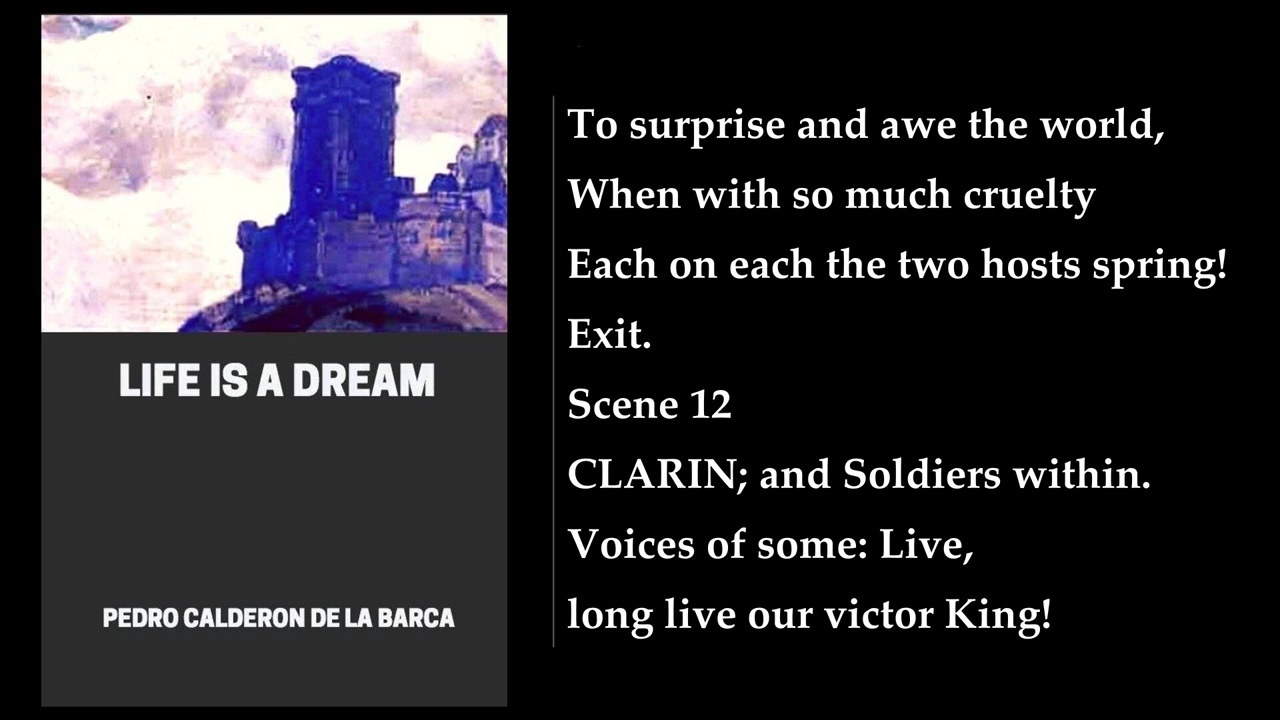 LIFE IS A DREAM
PEDRO CALDERON DE LA BARCA
To surprise and awe the world,
When with so much cruelty
Each on each the two hosts spring!
Exit.
Scene 12
CLARIN; and Soldiers within.
Voices of some: Live,
long live our victor King!